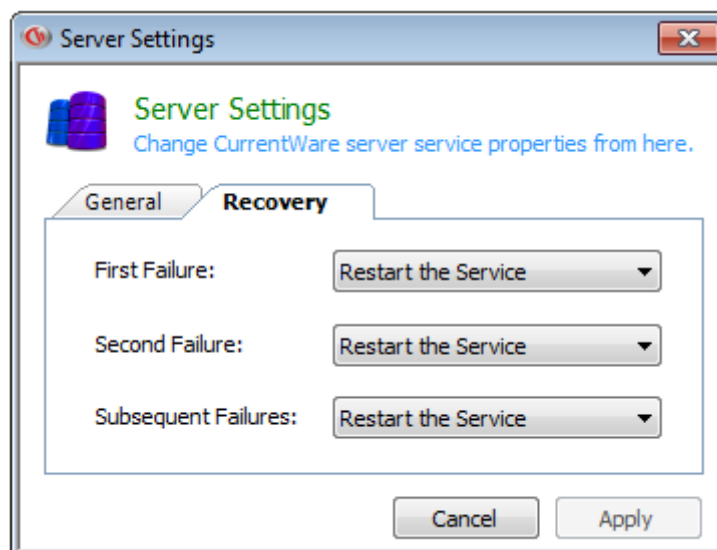 Server Settings
Server Settings
Change CurrentWare server service properties from here.
General Recovery
First Failure: Restart the Service
Second Failure: Restart the Service
Subsequent Failures: Restart the Service
Cancel Apply